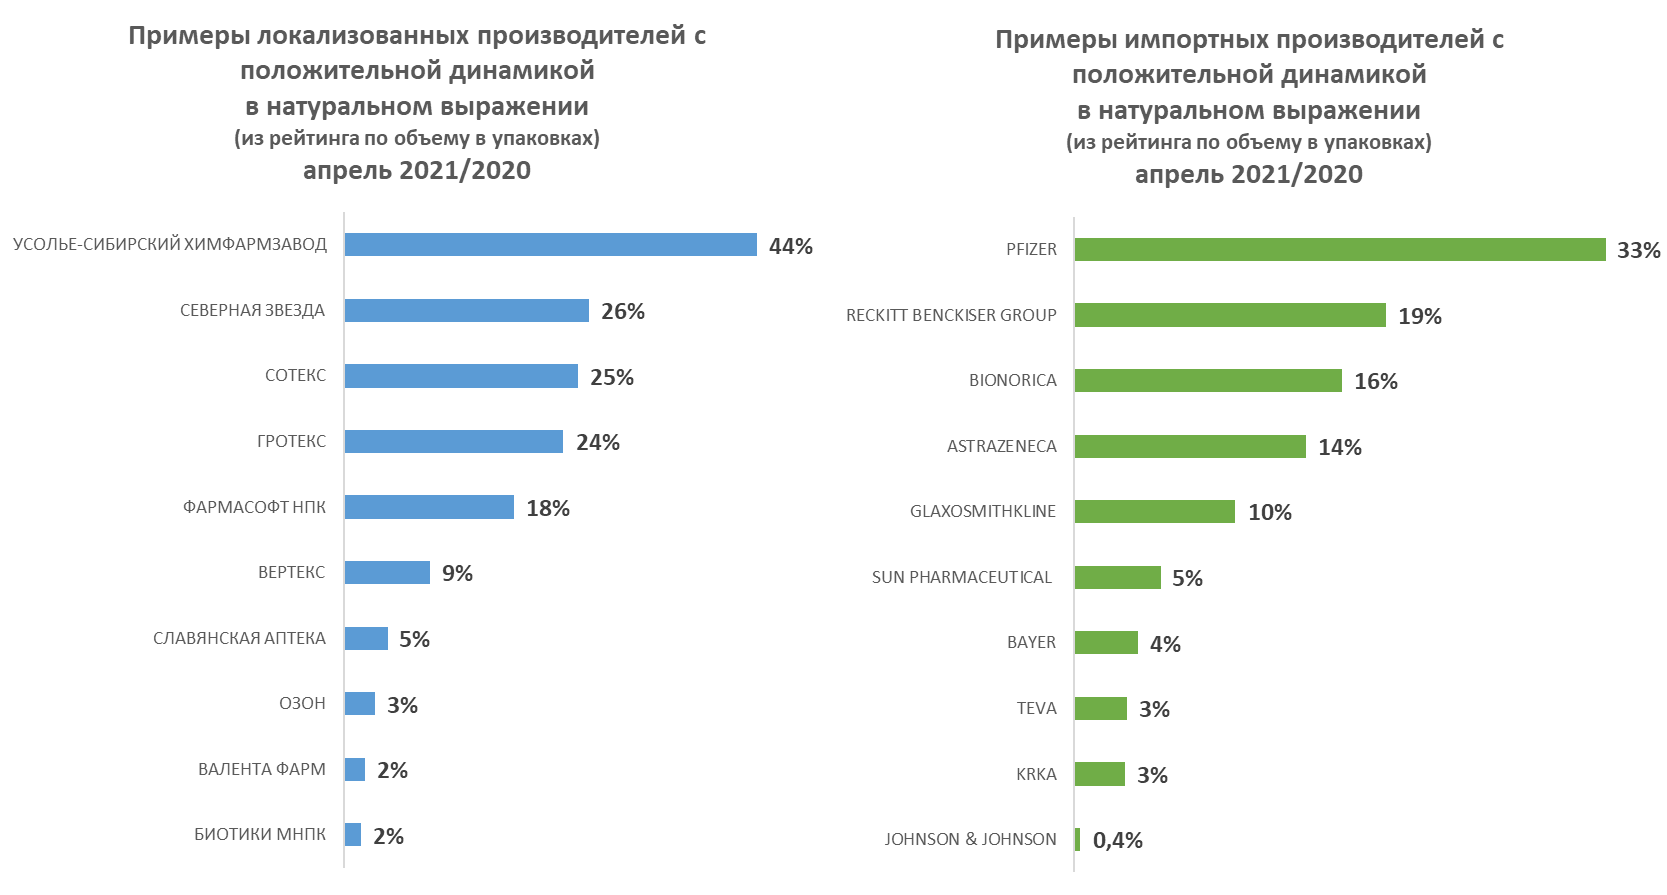 Примеры локализованных производителей с
положительной динамикой
в натуральном выражении
(из рейтинга по объему в упаковках)
апрель 2021/2020
УСОЛЬЕ-СИБИРСКИЙ ХИМФАРМЗАВОД 44%
СЕВЕРНАЯ ЗВЕЗДА 26%
СОТЕКС 25%
ГРОТЕКС 24%
ФАРМАСОФТ НПК 18%
ВЕРТЕКС 9%
СЛАВЯНСКАЯ АПТЕКА 5%
ОЗОН 3%
ВАЛЕНТА ФАРМ 2%
БИОТИКИ МНПК 2%
Примеры импортных производителей с
положительной динамикой
в натуральном выражении
(из рейтинга по объему в упаковках)
апрель 2021/2020
PFIZER 33%
RECKITT BENCKISER GROUP 19%
BIONORICA 16%
ASTRAZENECA 14%
GLAXOSMITHKLINE 10%
SUN PHARMACEUTICAL 5%
BAYER 4%
TEVA 3%
KRKA 3%
JOHNSON & JOHNSON 0,4%